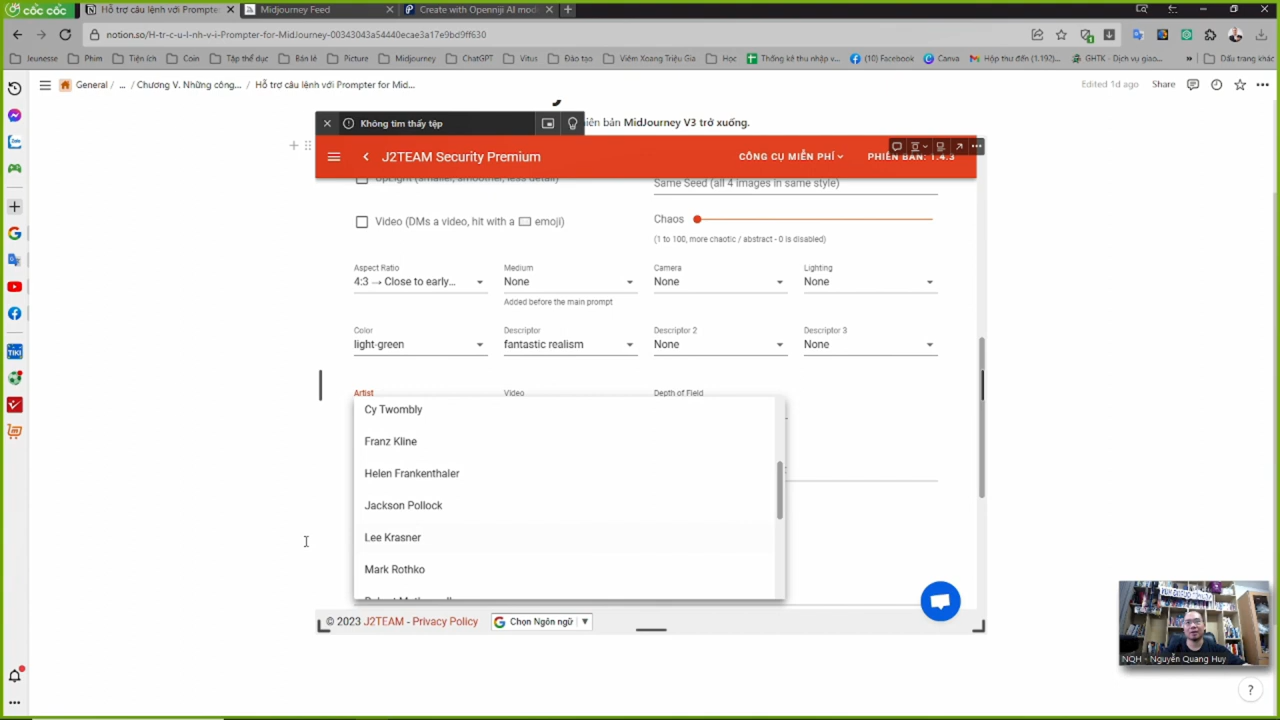 CỐC CỐC
Hỗ trợ câu lệnh với Prompter
Midjourney Feed
Create with Openniji AI mod
notion.so/H-tr-c-u-l-nh-v-i-Prompter-for-MidJourney-00343043a54440ecae3a17e9bd9ff630
Jeunesse
Phim
Tiện ích
Coin
Tập thể dục
Bán lẻ
Picture
Midjourney
ChatGPT
Vitus
Đào tạo
Viêm Xoang Triệu Gia
Học
Thống kê thu nhập...
(10) Facebook
Canva
Hộp thư đến (1.192)...
GHTK - Dịch vụ giao...
»
Dấu trang khác
General / ... / Chương V. Những công... / Hỗ trợ câu lệnh với Prompter for Mid...
Edited 1d ago
Share
Không tìm thấy tệp
iên bản MidJourney V3 trở xuống.
J2TEAM Security Premium
CÔNG CỤ MIỄN PHÍ
PHIÊN BẢN: 1.4.3
UpLight (smaller, smoother, less detail)
Same Seed (all 4 images in same style)
Video (DMs a video, hit with a emoji)
Chaos
(1 to 100, more chaotic / abstract - 0 is disabled)
Aspect Ratio
Medium
Camera
Lighting
4:3 → Close to early...
None
None
None
Added before the main prompt
Color
Descriptor
Descriptor 2
Descriptor 3
light-green
fantastic realism
None
None
Artist
Video
Depth of Field
Cy Twombly
Franz Kline
Helen Frankenthaler
Jackson Pollock
Lee Krasner
Mark Rothko
© 2023 J2TEAM - Privacy Policy
Chọn Ngôn ngữ
▼
TIKI
Zalo
NQH - Nguyễn Quang Huy
?